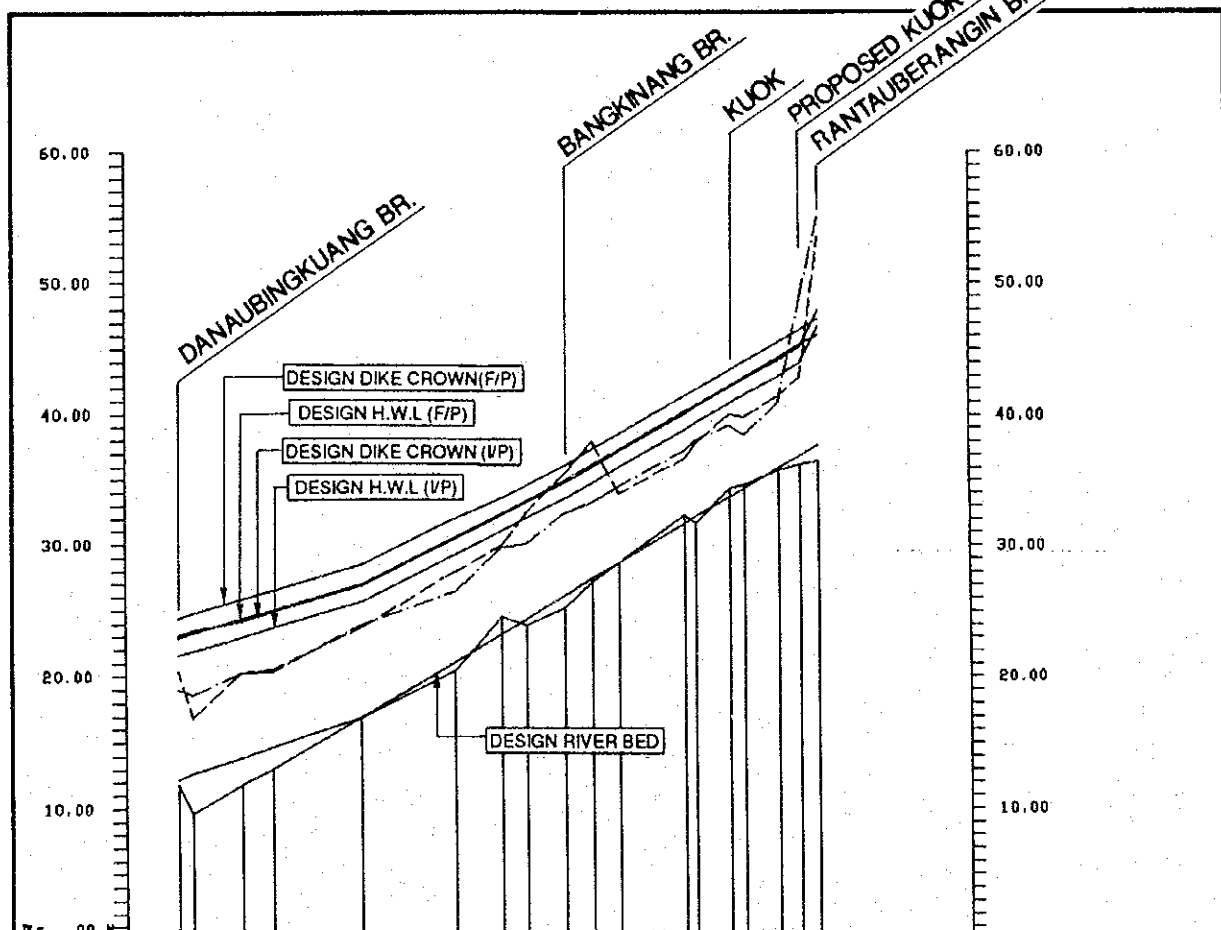 DANAUBINGKUANG BR.
BANGKINANG BR.
KUOK
PROPOSED KUOK
RANTAUBERANGIN
60.00
50.00
40.00
30.00
20.00
10.00
DESIGN DIKE CROWN(F/P)
DESIGN H.W.L (F/P)
DESIGN DIKE CROWN (I/P)
DESIGN H.W.L (I/P)
DESIGN RIVER BED
60.00
50.00
40.00
30.00
20.00
10.00